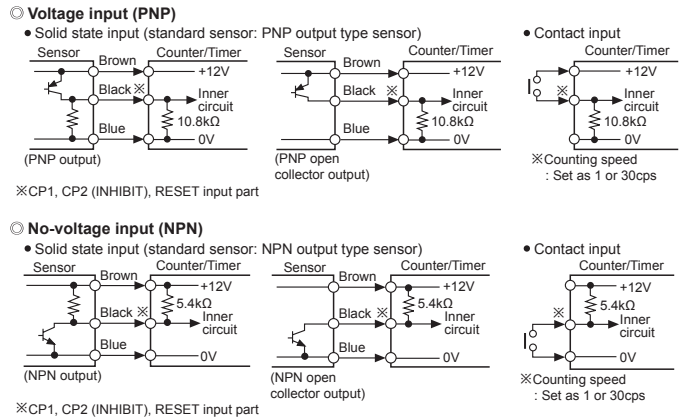 ◎ Voltage input (PNP)
● Solid state input (standard sensor: PNP output type sensor)
Sensor
Counter/Timer
Brown
+12V
Black ※
Inner
circuit
10.8kΩ
Blue
0V
(PNP output)
Sensor
Counter/Timer
Brown
+12V
Black ※
Inner
circuit
10.8kΩ
Blue
0V
(PNP open
collector output)
● Contact input
Counter/Timer
+12V
※
Inner
circuit
10.8kΩ
0V
※Counting speed
: Set as 1 or 30cps
※CP1, CP2 (INHIBIT), RESET input part
◎ No-voltage input (NPN)
● Solid state input (standard sensor: NPN output type sensor)
Sensor
Counter/Timer
Brown
+12V
5.4kΩ
Black ※
Inner
circuit
Blue
0V
(NPN output)
Sensor
Counter/Timer
Brown
+12V
5.4kΩ
Black ※
Inner
circuit
Blue
0V
(NPN open
collector output)
● Contact input
Counter/Timer
+12V
5.4kΩ
※
Inner
circuit
0V
※Counting speed
: Set as 1 or 30cps
※CP1, CP2 (INHIBIT), RESET input part